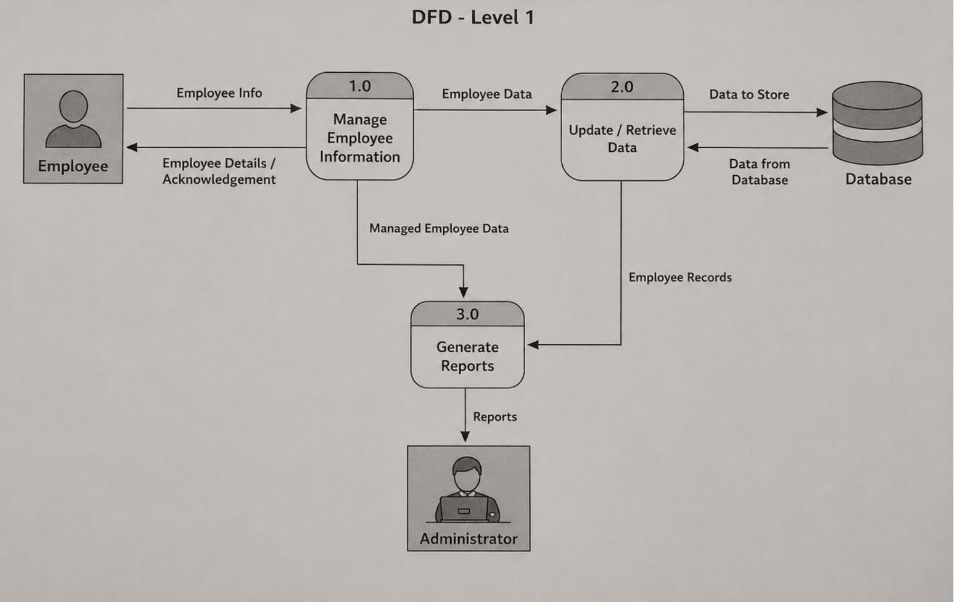 DFD - Level 1
Employee
Employee Info
Employee Details /
Acknowledgement
1.0
Manage
Employee
Information
Employee Data
2.0
Update / Retrieve
Data
Data to Store
Data from
Database
Database
Managed Employee Data
Employee Records
3.0
Generate
Reports
Reports
Administrator